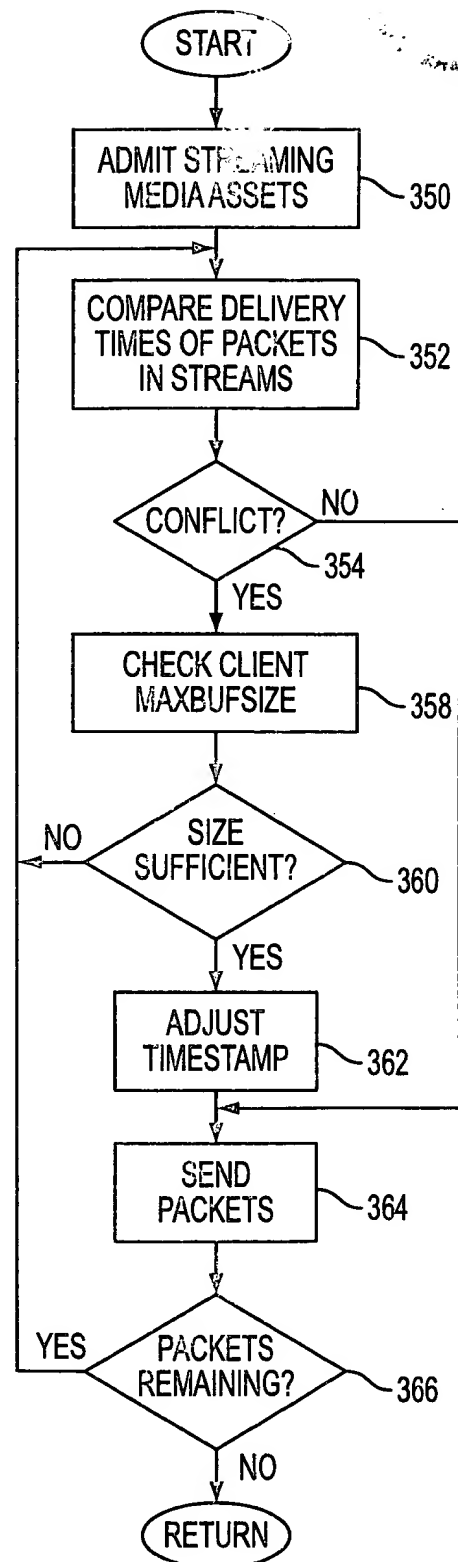 START
ADMIT STREAMING
MEDIA ASSETS
350
COMPARE DELIVERY
TIMES OF PACKETS
IN STREAMS
352
CONFLICT?
NO
354
YES
CHECK CLIENT
MAXBUFSIZE
358
NO
SIZE
SUFFICIENT?
360
YES
ADJUST
TIMESTAMP
362
SEND
PACKETS
364
YES
PACKETS
REMAINING?
366
NO
RETURN